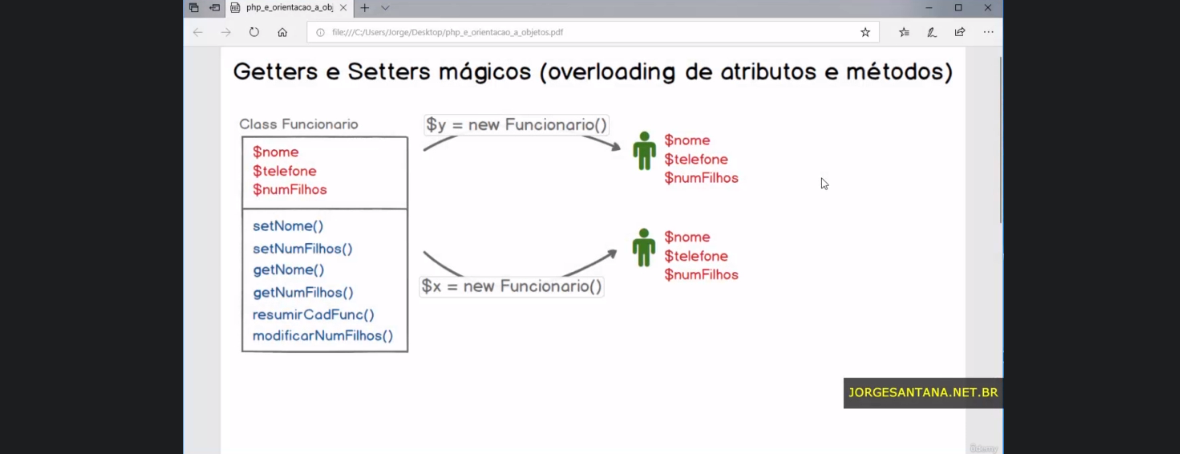 php_e_orientacao_a_obj
file:///C:/Users/Jorge/Desktop/php_e_orientacao_a_objetos.pdf
Getters e Setters mágicos (overloading de atributos e métodos)
Class Funcionario
$nome
$telefone
$numFilhos
setNome()
setNumFilhos()
getNome()
getNumFilhos()
resumirCadFunc()
modificarNumFilhos()
$y = new Funcionario()
$nome
$telefone
$numFilhos
$x = new Funcionario()
$nome
$telefone
$numFilhos
JORGESANTANA.NET.BR
Udemy